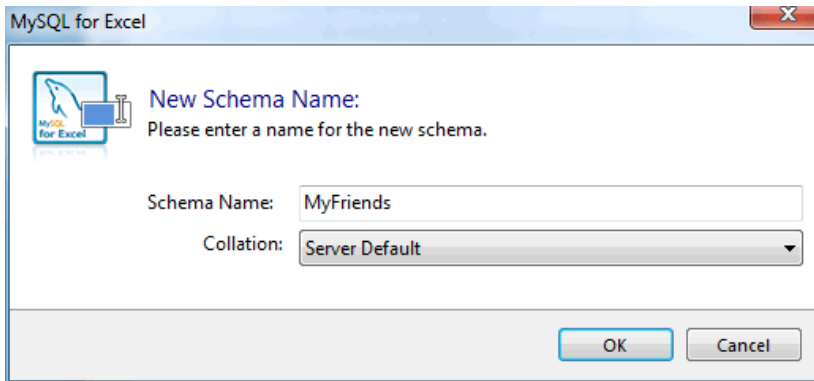 MySQL for Excel
MySQL
for Excel
New Schema Name:
Please enter a name for the new schema.
Schema Name: MyFriends
Collation: Server Default
OK Cancel